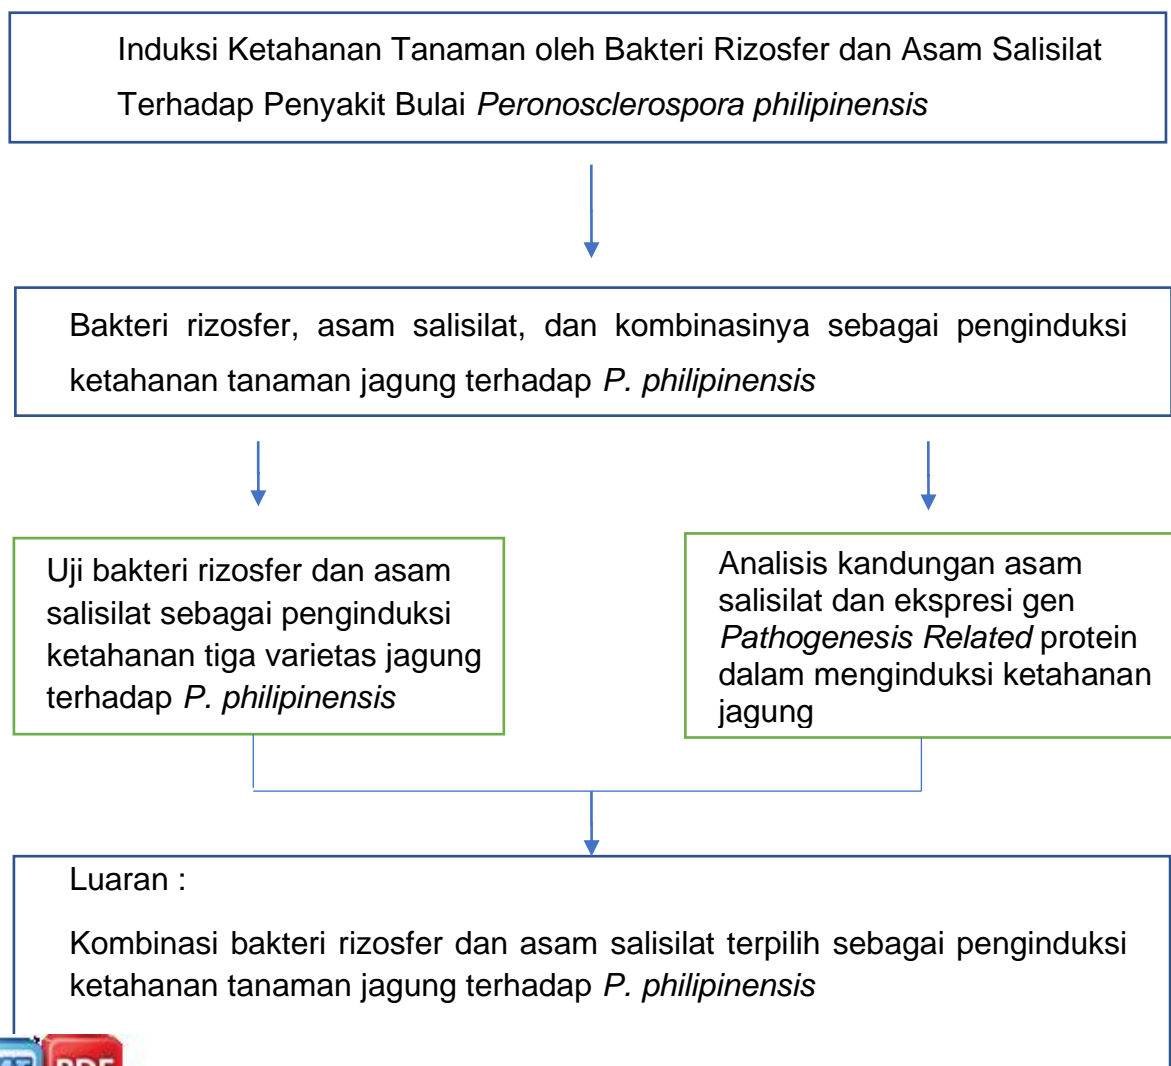 Induksi Ketahanan Tanaman oleh Bakteri Rizosfer dan Asam Salisilat
Terhadap Penyakit Bulai Peronosclerospora philipinensis
Bakteri rizosfer, asam salisilat, dan kombinasinya sebagai penginduksi
ketahanan tanaman jagung terhadap P. philipinensis
Uji bakteri rizosfer dan asam
salisilat sebagai penginduksi
ketahanan tiga varietas jagung
terhadap P. philipinensis
Analisis kandungan asam
salisilat dan ekspresi gen
Pathogenesis Related protein
dalam menginduksi ketahanan
jagung
Luaran :
Kombinasi bakteri rizosfer dan asam salisilat terpilih sebagai penginduksi
ketahanan tanaman jagung terhadap P. philipinensis